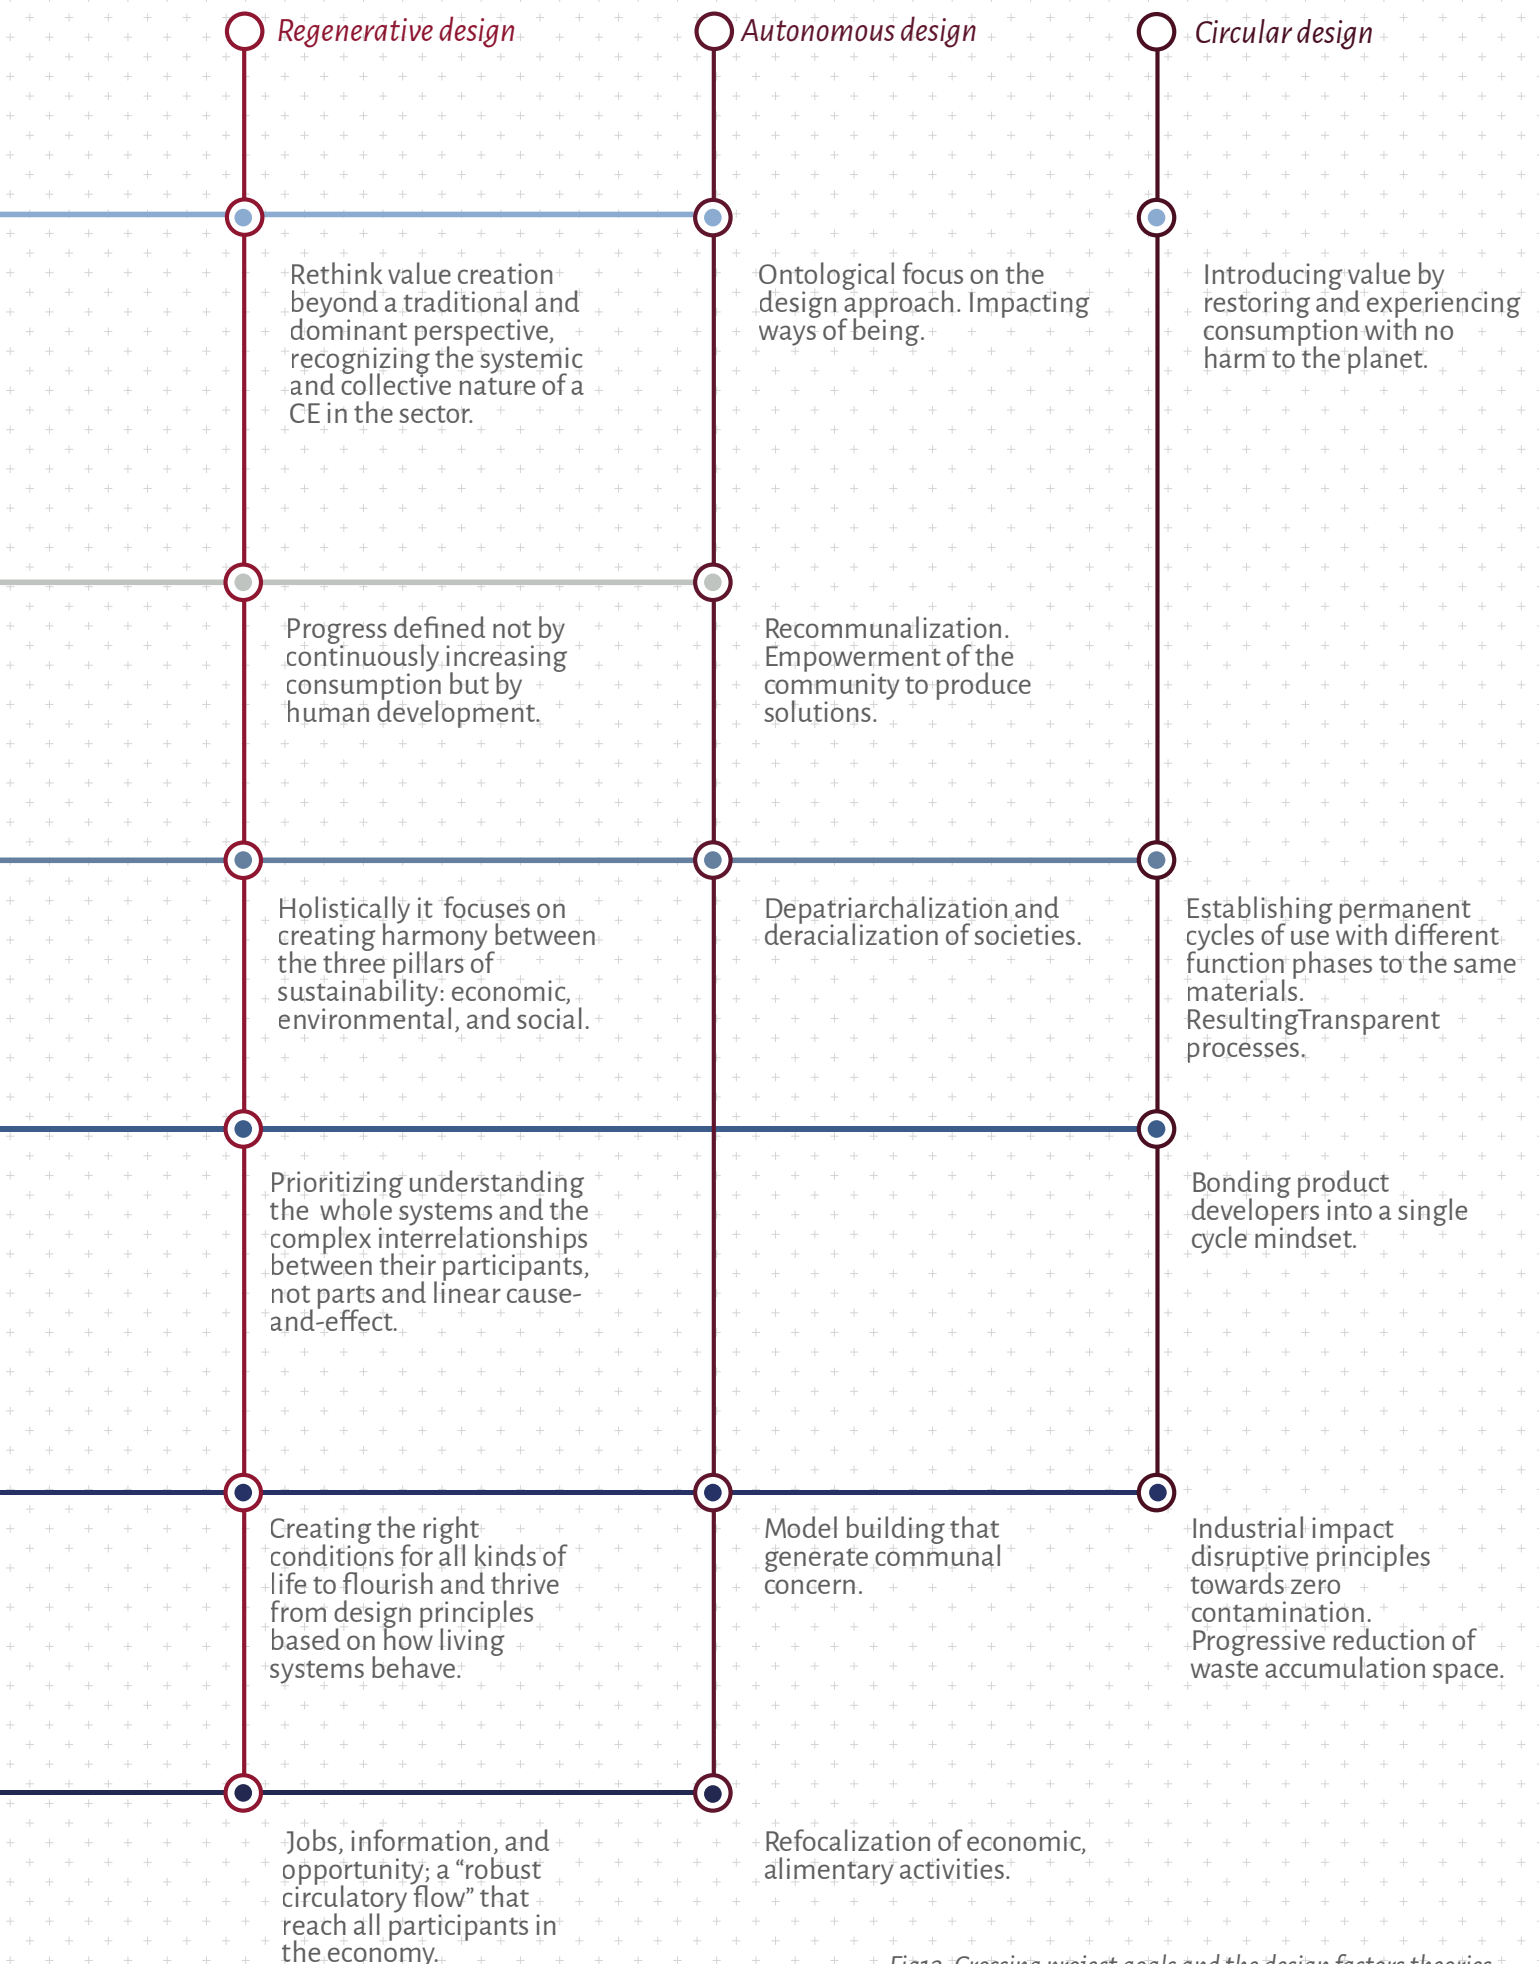 Regenerative design
Autonomous design
Circular design
Rethink value creation
beyond a traditional and
dominant perspective,
recognizing the systemic
and collective nature of a
CE in the sector.
Ontological focus on the
design approach. Impacting
ways of being.
Introducing value by
restoring and experiencing
consumption with no
harm to the planet.
Progress defined not by
continuously increasing
consumption but by
human development.
Recommunalization.
Empowerment of the
community to produce
solutions.
Holistically it  focuses on
creating harmony between
the three pillars of
sustainability: economic,
environmental, and social.
Depatriarchalization and
deracialization of societies.
Establishing permanent
cycles of use with different
function phases to the same
materials.
ResultingTransparent
processes.
Prioritizing understanding
the  whole systems and the
complex interrelationships
between their participants,
not parts and linear cause-
and-effect.
Bonding product
developers into a single
cycle mindset.
Creating the right
conditions for all kinds of
life to flourish and thrive
from design principles
based on how living
systems behave.
Model building that
generate communal
concern.
Industrial impact
disruptive principles
towards zero
contamination.
Progressive reduction of
waste accumulation space.
Jobs, information, and
opportunity; a “robust
circulatory flow” that
reach all participants in
the economy.
Refocalization of economic,
alimentary activities.
Crossing project goals and the design factors theories